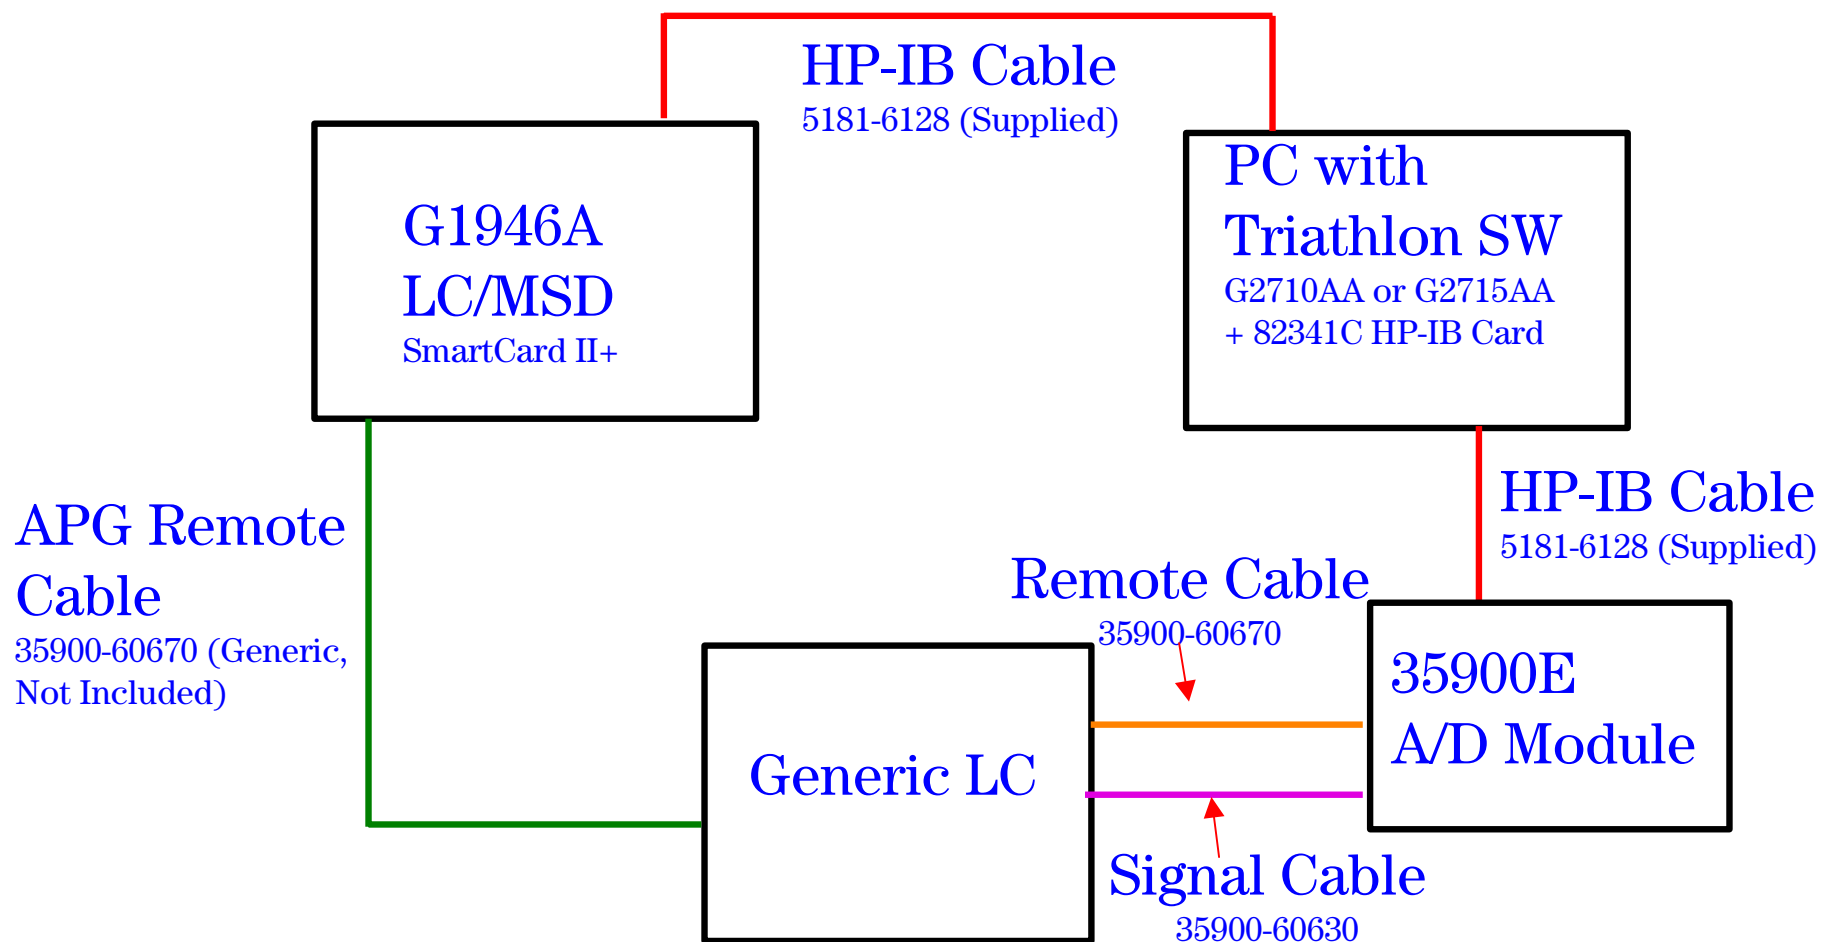 HP-IB Cable
5181-6128 (Supplied)
G1946A
LC/MSD
SmartCard II+
PC with
Triathlon SW
G2710AA or G2715AA
+ 82341C HP-IB Card
HP-IB Cable
5181-6128 (Supplied)
APG Remote
Cable
35900-60670 (Generic,
Not Included)
Remote Cable
35900-60670
35900E
A/D Module
Generic LC
Signal Cable
35900-60630